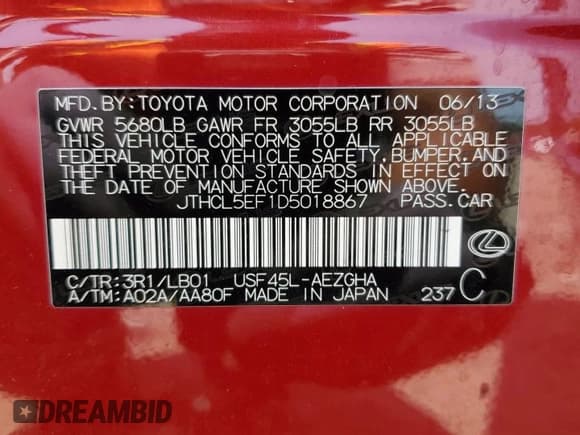 MFD.BY:TOYOTA MOTOR CORPORATION 06/13
GVWR 5680LB GAWR FR 3055LB RR 3055LB
THIS VEHICLE CONFORMS TO ALL APPLICABLE
FEDERAL MOTOR VEHICLE SAFETY,BUMPER,AND
THEFT PREVENTION STANDARDS IN EFFECT ON
THE DATE OF MANUFACTURE SHOWN ABOVE.
JTHCL5EF1D5018867 PASS.CAR
C/TR:3R1/LB01 USF45L-AEZGHA C
A/TM:A02A/AA80F MADE IN JAPAN 237
DREAMBID